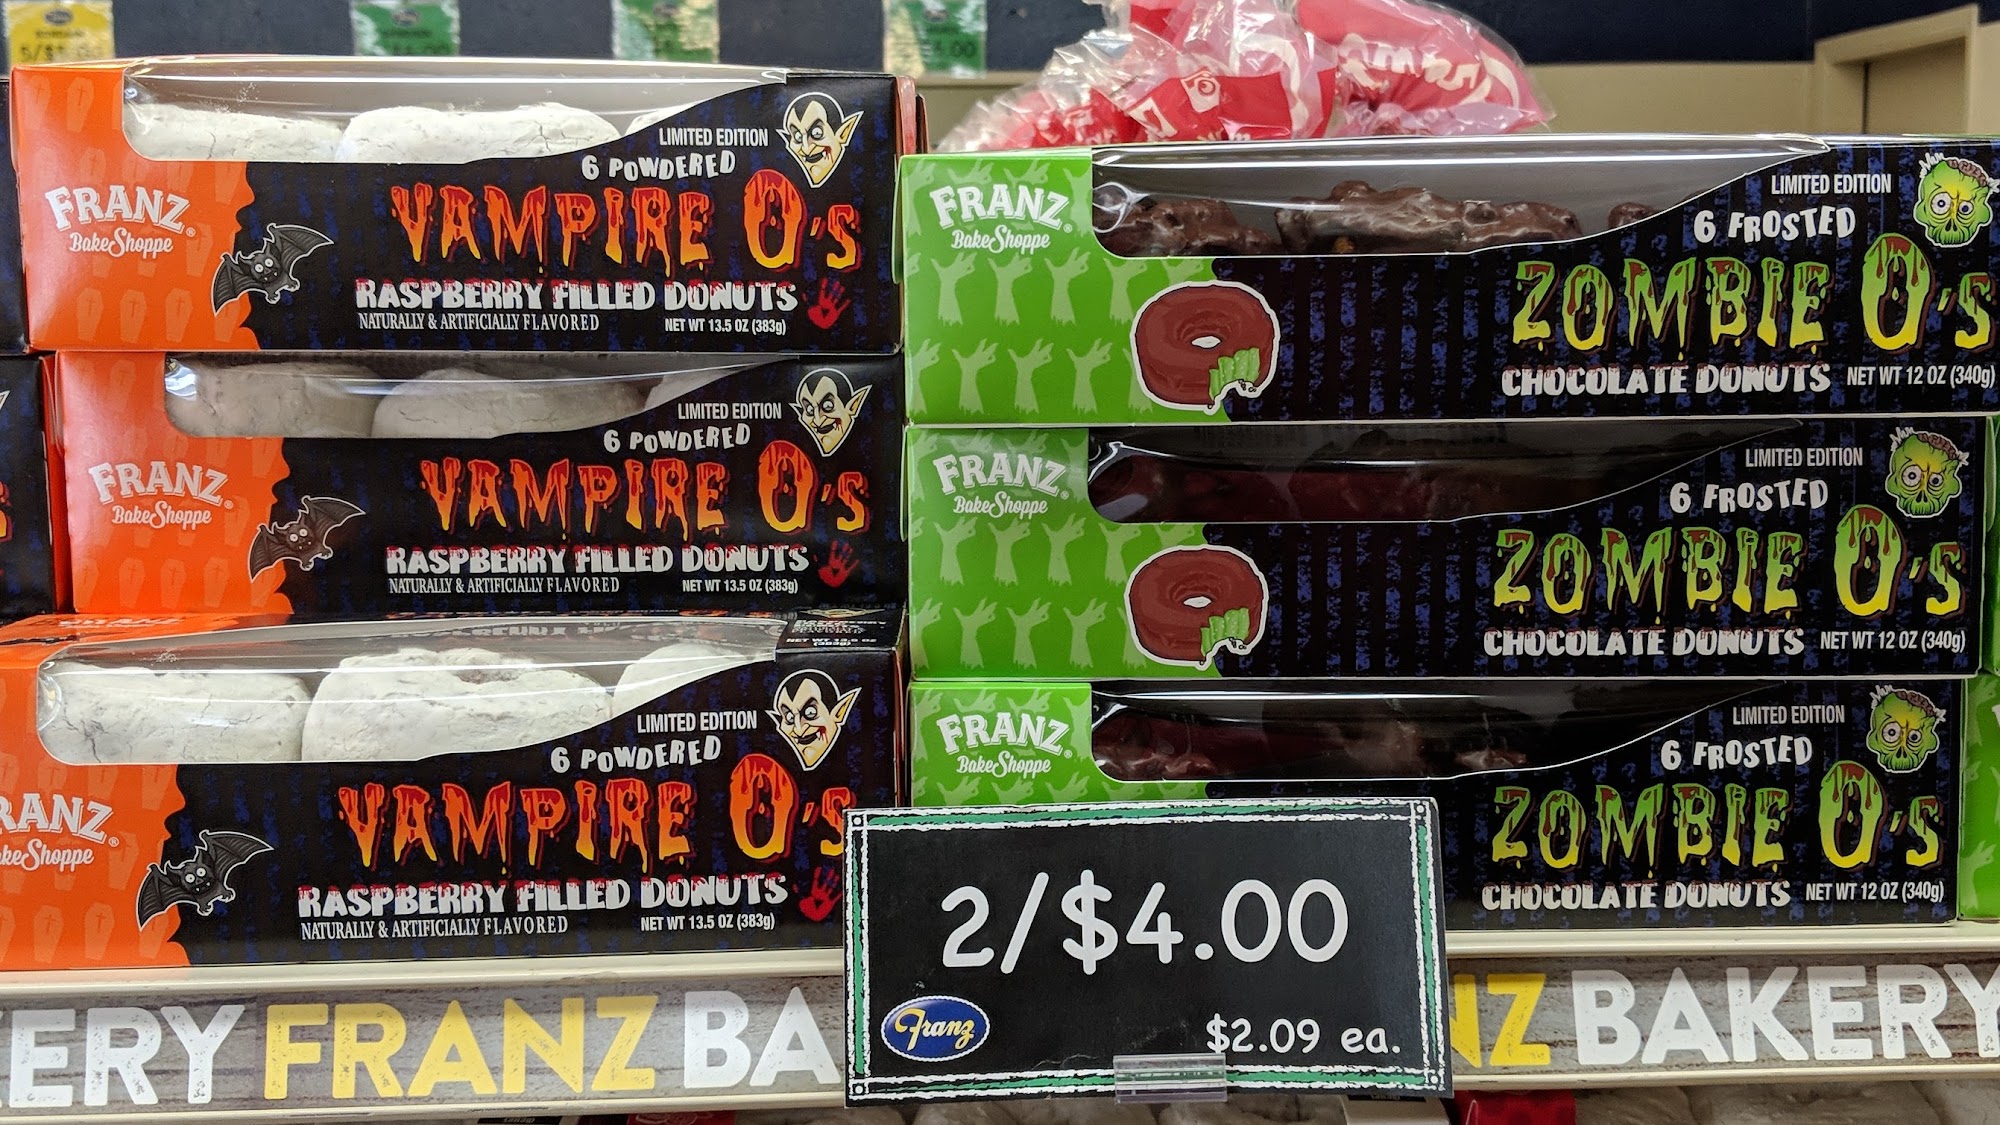 LIMITED EDITION
6 POWDERED
FRANZ®
BakeShoppe
VAMPIRE O's
RASPBERRY FILLED DONUTS
NATURALLY & ARTIFICIALLY FLAVORED
NET WT 13.5 OZ (383g)
LIMITED EDITION
6 POWDERED
FRANZ®
BakeShoppe
VAMPIRE O's
RASPBERRY FILLED DONUTS
NATURALLY & ARTIFICIALLY FLAVORED
NET WT 13.5 OZ (383g)
LIMITED EDITION
6 POWDERED
RANZ®
keShoppe
VAMPIRE O's
RASPBERRY FILLED DONUTS
NATURALLY & ARTIFICIALLY FLAVORED
NET WT 13.5 OZ (383g)
LIMITED EDITION
6 FROSTED
FRANZ®
BakeShoppe
ZOMBIE O's
CHOCOLATE DONUTS
NET WT 12 OZ (340g)
LIMITED EDITION
6 FROSTED
FRANZ®
BakeShoppe
ZOMBIE O's
CHOCOLATE DONUTS
NET WT 12 OZ (340g)
LIMITED EDITION
6 FROSTED
FRANZ®
BakeShoppe
ZOMBIE O's
CHOCOLATE DONUTS
NET WT 12 OZ (340g)
2/$4.00
Franz
$2.09 ea.
ERY FRANZ BA
NZ BAKERY